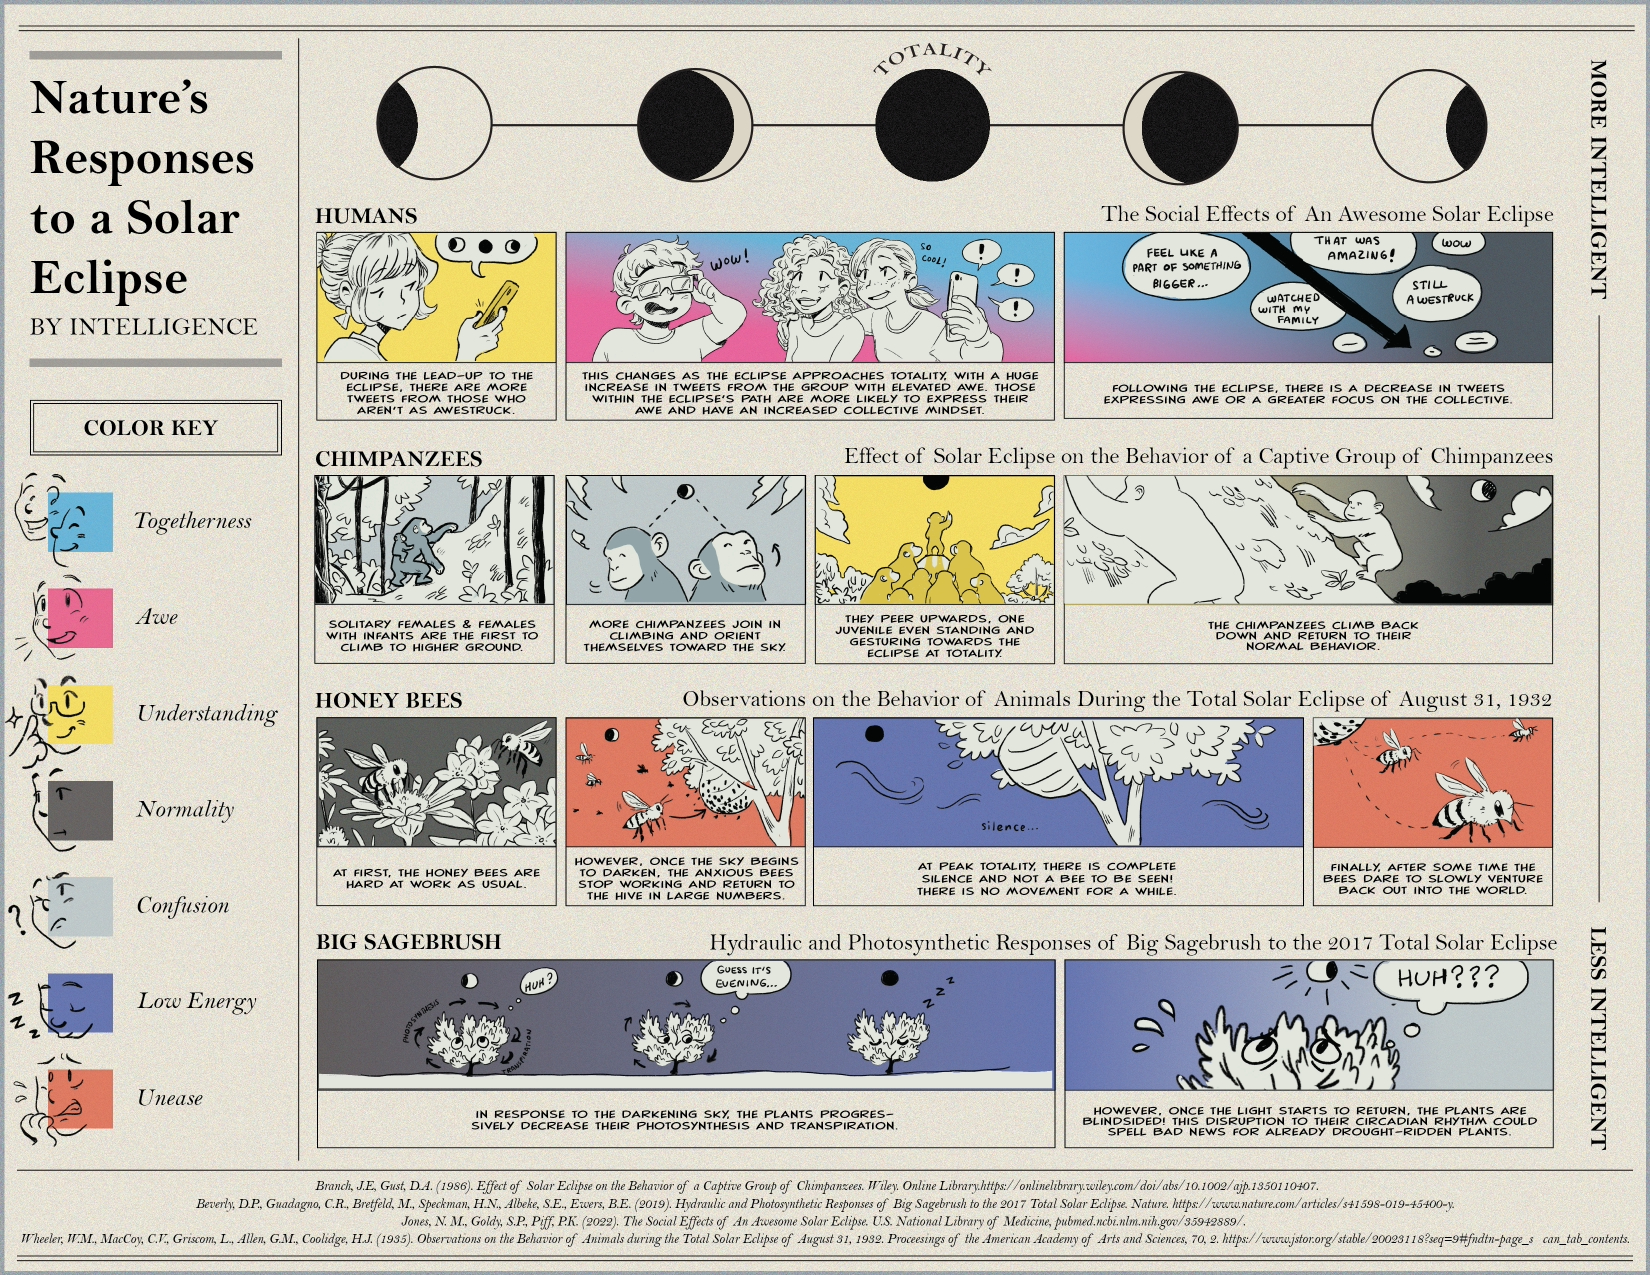 Nature's
Responses
to a Solar
Eclipse
BY INTELLIGENCE
COLOR KEY
Togetherness
Awe
Understanding
Normality
Confusion
Low Energy
Unease
?
Z
Z
Z
TOTALITY
MORE INTELLIGENT
LESS INTELLIGENT
HUMANS
The Social Effects of An Awesome Solar Eclipse
WOW!
SO
COOL!
!
!
!
FEEL LIKE A
PART OF SOMETHING
BIGGER...
THAT WAS
AMAZING!
WOW
WATCHED
WITH MY
FAMILY
STILL
AWESTRUCK
DURING THE LEAD-UP TO THE
ECLIPSE, THERE ARE MORE
TWEETS FROM THOSE WHO
AREN'T AS AWESTRUCK.
THIS CHANGES AS THE ECLIPSE APPROACHES TOTALITY, WITH A HUGE
INCREASE IN TWEETS FROM THE GROUP WITH ELEVATED AWE. THOSE
WITHIN THE ECLIPSE'S PATH ARE MORE LIKELY TO EXPRESS THEIR
AWE AND HAVE AN INCREASED COLLECTIVE MINDSET.
FOLLOWING THE ECLIPSE, THERE IS A DECREASE IN TWEETS
EXPRESSING AWE OR A GREATER FOCUS ON THE COLLECTIVE.
CHIMPANZEES
Effect of Solar Eclipse on the Behavior of a Captive Group of Chimpanzees
SOLITARY FEMALES & FEMALES
WITH INFANTS ARE THE FIRST TO
CLIMB TO HIGHER GROUND.
MORE CHIMPANZEES JOIN IN
CLIMBING AND ORIENT
THEMSELVES TOWARD THE SKY.
THEY PEER UPWARDS, ONE
JUVENILE EVEN STANDING AND
GESTURING TOWARDS THE
ECLIPSE AT TOTALITY.
THE CHIMPANZEES CLIMB BACK
DOWN AND RETURN TO THEIR
NORMAL BEHAVIOR.
HONEY BEES
Observations on the Behavior of Animals During the Total Solar Eclipse of August 31, 1932
silence...
AT FIRST, THE HONEY BEES ARE
HARD AT WORK AS USUAL.
HOWEVER, ONCE THE SKY BEGINS
TO DARKEN, THE ANXIOUS BEES
STOP WORKING AND RETURN TO
THE HIVE IN LARGE NUMBERS.
AT PEAK TOTALITY, THERE IS COMPLETE
SILENCE AND NOT A BEE TO BE SEEN!
THERE IS NO MOVEMENT FOR A WHILE.
FINALLY, AFTER SOME TIME THE
BEES DARE TO SLOWLY VENTURE
BACK OUT INTO THE WORLD.
BIG SAGEBRUSH
Hydraulic and Photosynthetic Responses of Big Sagebrush to the 2017 Total Solar Eclipse
PHOTOSYNTHESIS
TRANSPIRATION
HUH?
GUESS IT'S
EVENING...
Z Z Z
HUH???
IN RESPONSE TO THE DARKENING SKY, THE PLANTS PROGRES-
SIVELY DECREASE THEIR PHOTOSYNTHESIS AND TRANSPIRATION.
HOWEVER, ONCE THE LIGHT STARTS TO RETURN, THE PLANTS ARE
BLINDSIDED! THIS DISRUPTION TO THEIR CIRCADIAN RHYTHM COULD
SPELL BAD NEWS FOR ALREADY DROUGHT-RIDDEN PLANTS.
Branch, J.E, Gust, D.A. (1986). Effect of Solar Eclipse on the Behavior of a Captive Group of Chimpanzees. Wiley. Online Library.https://onlinelibrary.wiley.com/doi/abs/10.1002/ajp.1350110407.
Beverly, D.P., Guadagno, C.R., Bretfeld, M., Speckman, H.N., Albeke, S.E., Ewers, B.E. (2019). Hydraulic and Photosynthetic Responses of Big Sagebrush to the 2017 Total Solar Eclipse. Nature. https://www.nature.com/articles/s41598-019-45400-y.
Jones, N. M., Goldy, S.P., Piff, P.K. (2022). The Social Effects of An Awesome Solar Eclipse. U.S. National Library of Medicine, pubmed.ncbi.nlm.nih.gov/35942889/.
Wheeler, W.M., MacCoy, C.V., Griscom, L., Allen, G.M., Coolidge, H.J. (1935). Observations on the Behavior of Animals during the Total Solar Eclipse of August 31, 1932. Proceesings of the American Academy of Arts and Sciences, 70, 2. https://www.jstor.org/stable/20023118?seq=9#fndtn-page_s can_tab_contents.